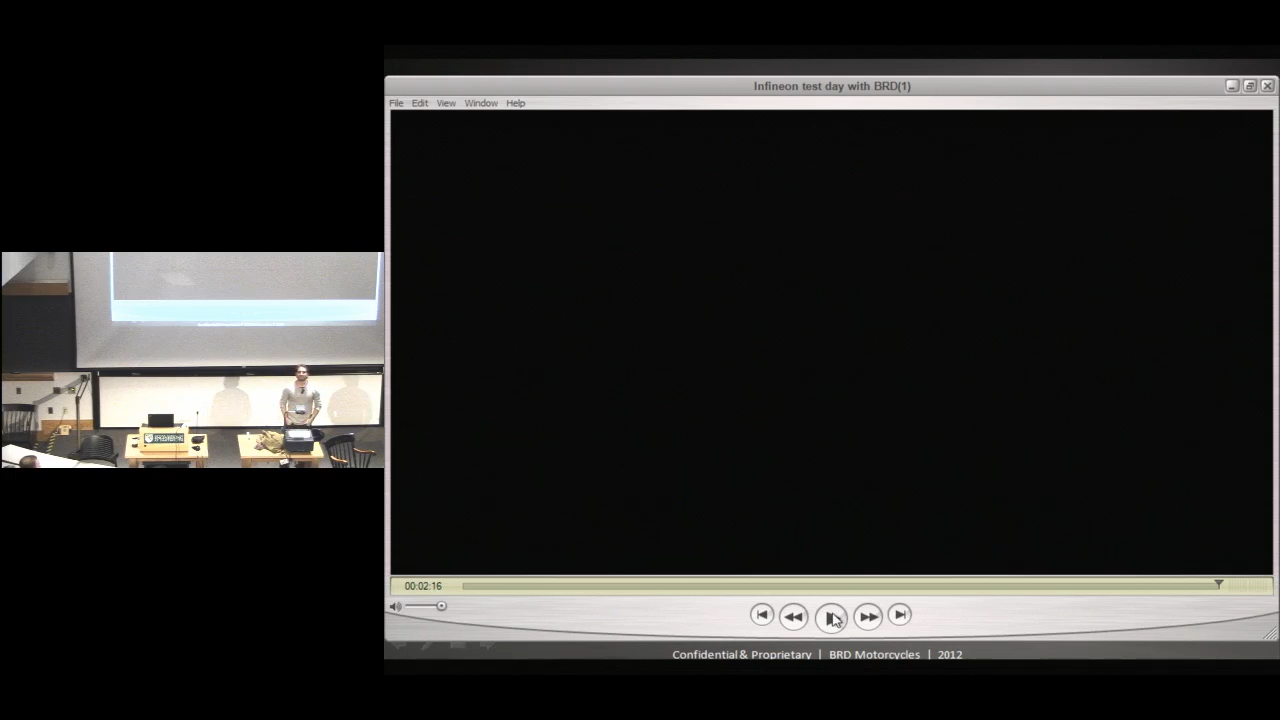 Infineon test day with BRD(1)
File Edit View Window Help
00:02:16
Confidential & Proprietary | BRD Motorcycles | 2012